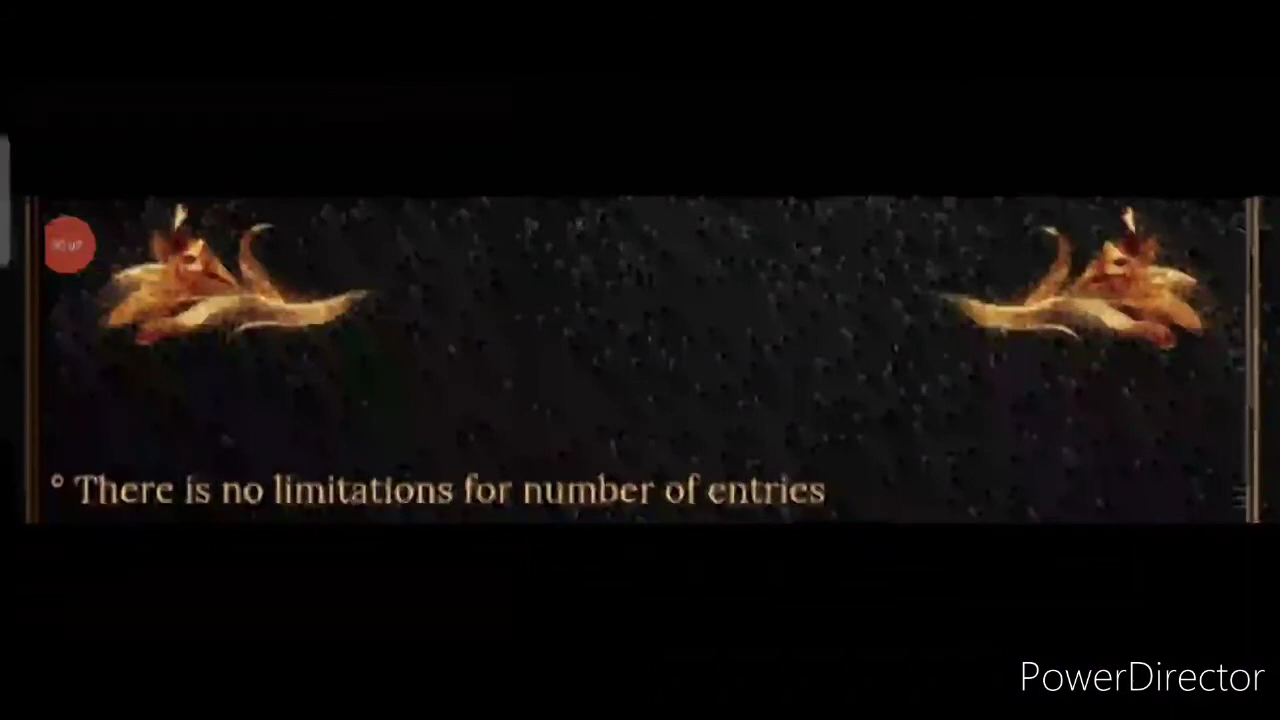 ° There is no limitations for number of entries
PowerDirector